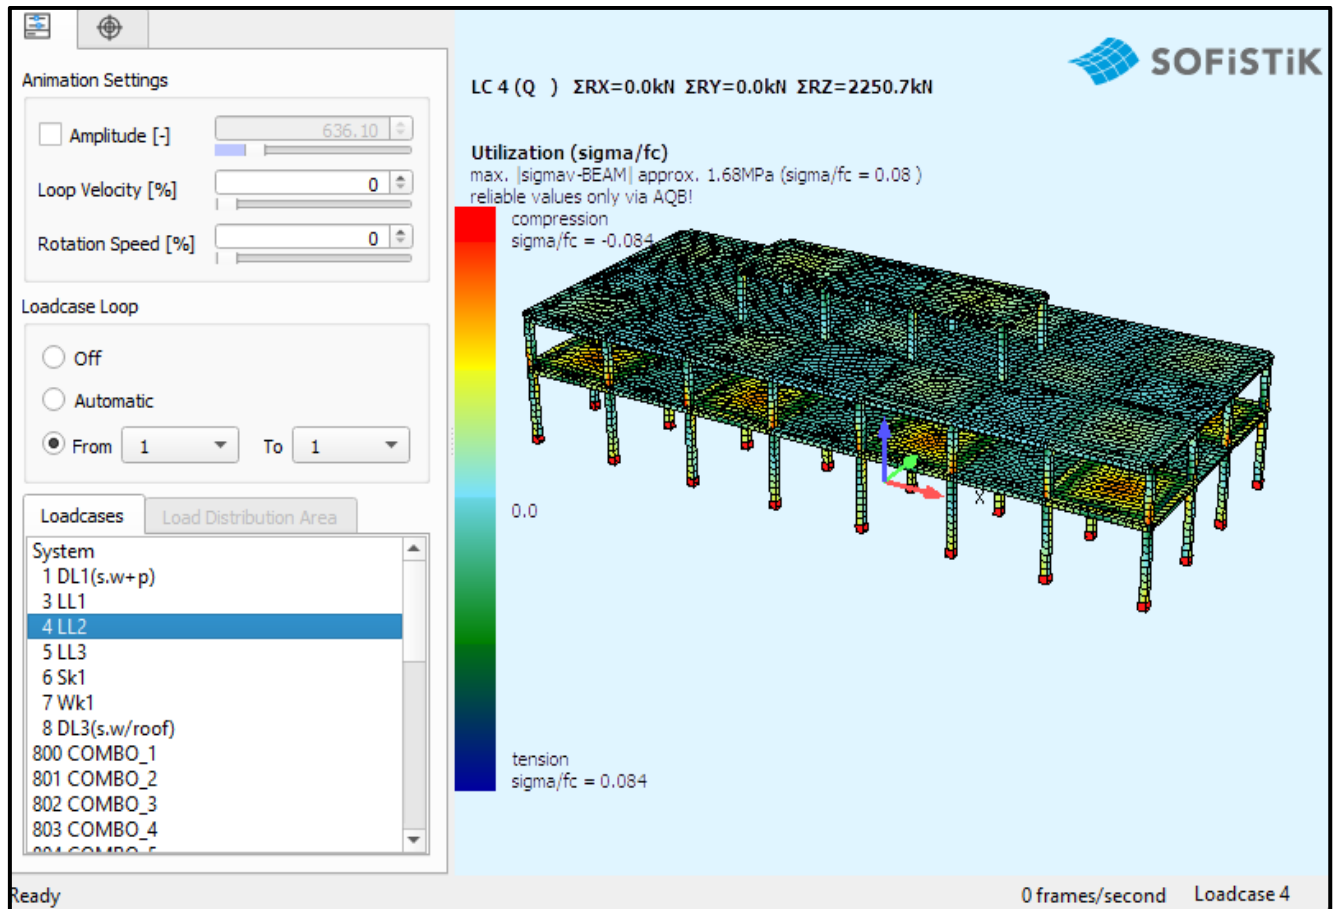 Animation Settings
Amplitude [-]
636.10
Loop Velocity [%]
0
Rotation Speed [%]
0
Loadcase Loop
Off
Automatic
From 1 To 1
Loadcases Load Distribution Area
System
1 DL1(s.w+p)
3 LL1
4 LL2
5 LL3
6 Sk1
7 Wk1
8 DL3(s.w/roof)
800 COMBO_1
801 COMBO_2
802 COMBO_3
803 COMBO_4
804 COMBO_5
SOFiSTiK
LC 4 (Q ) ΣRX=0.0kN ΣRY=0.0kN ΣRZ=2250.7kN
Utilization (sigma/fc)
max. |sigmav-BEAM| approx. 1.68MPa (sigma/fc = 0.08 )
reliable values only via AQB!
compression
sigma/fc = -0.084
0.0
tension
sigma/fc = 0.084
X
Ready
0 frames/second Loadcase 4